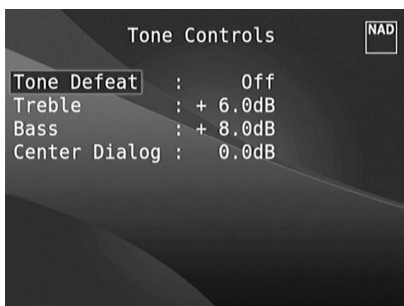 Tone Controls
NAD
Tone Defeat : Off
Treble : + 6.0dB
Bass : + 8.0dB
Center Dialog : 0.0dB